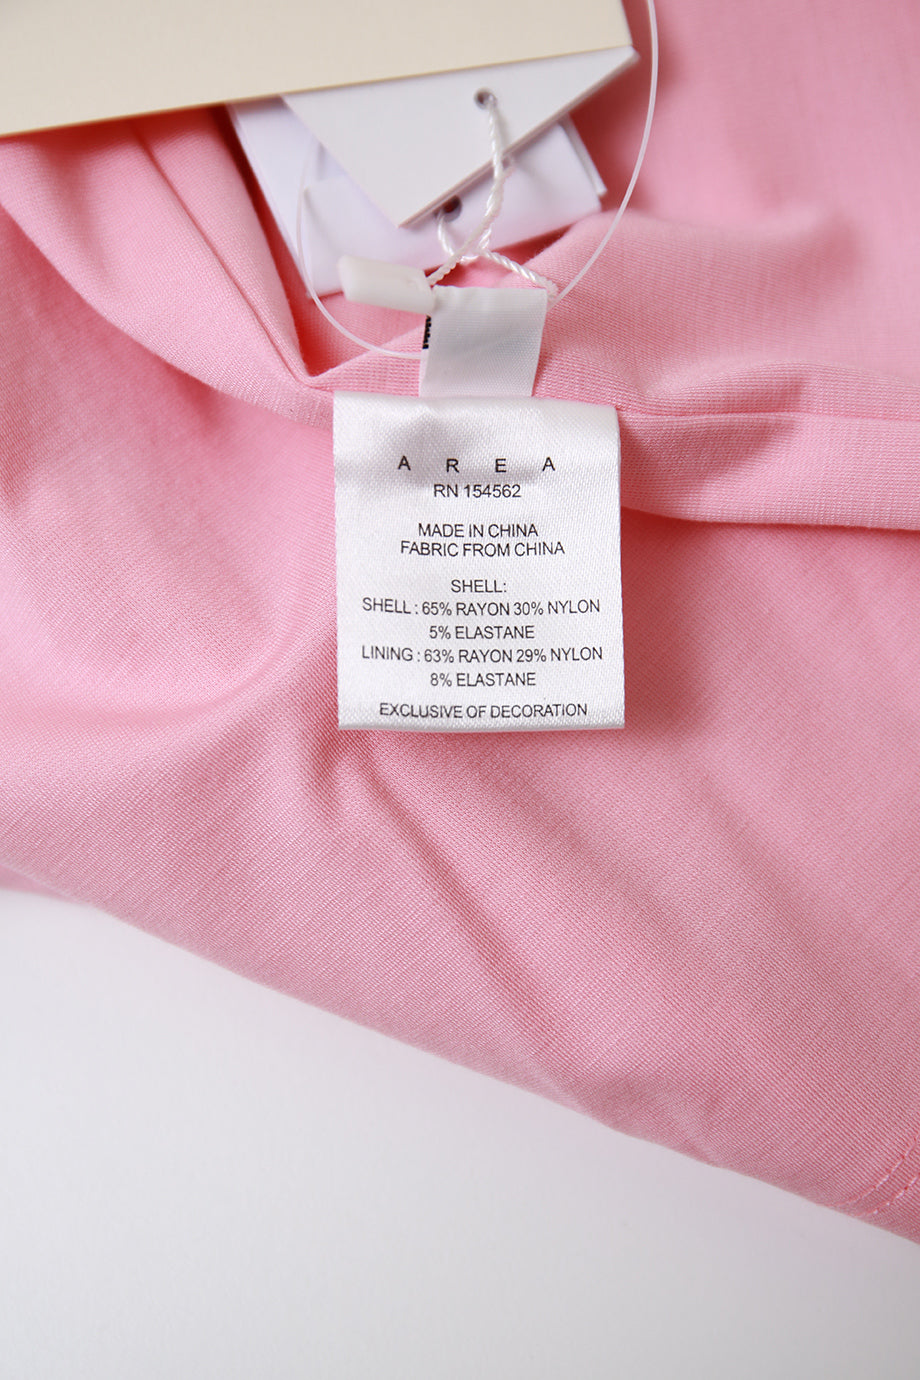 A R E A
RN 154562
MADE IN CHINA
FABRIC FROM CHINA
SHELL:
SHELL : 65% RAYON 30% NYLON
5% ELASTANE
LINING : 63% RAYON 29% NYLON
8% ELASTANE
EXCLUSIVE OF DECORATION